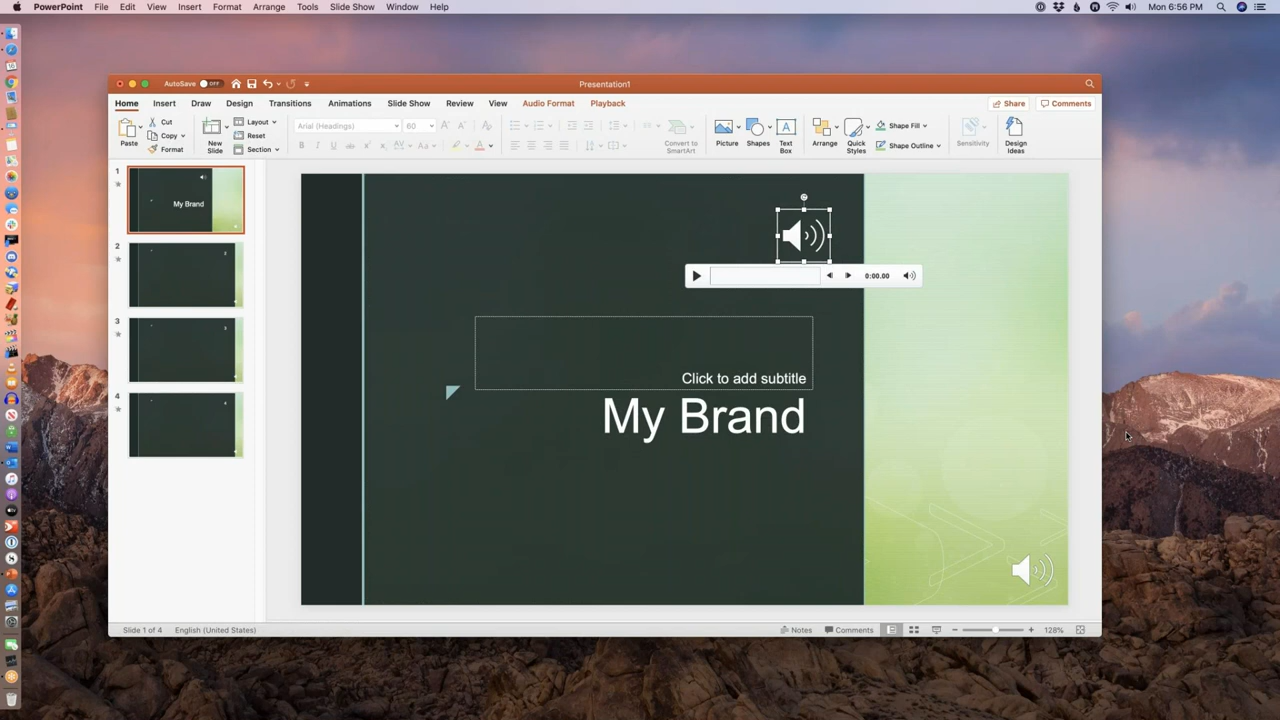 PowerPoint File Edit View Insert Format Arrange Tools Slide Show Window Help Mon 6:56 PM
AutoSave OFF Presentation1
Home Insert Draw Design Transitions Animations Slide Show Review View Audio Format Playback Share Comments
Paste Cut Copy Format
New Slide Layout Reset Section
Arial (Headings) 60
Convert to SmartArt
Picture Shapes Text Box Arrange Quick Styles Shape Fill Shape Outline Sensitivity Design Ideas
1
My Brand
2
3
4
0:00.00
Click to add subtitle
My Brand
Slide 1 of 4 English (United States) Notes Comments 128%